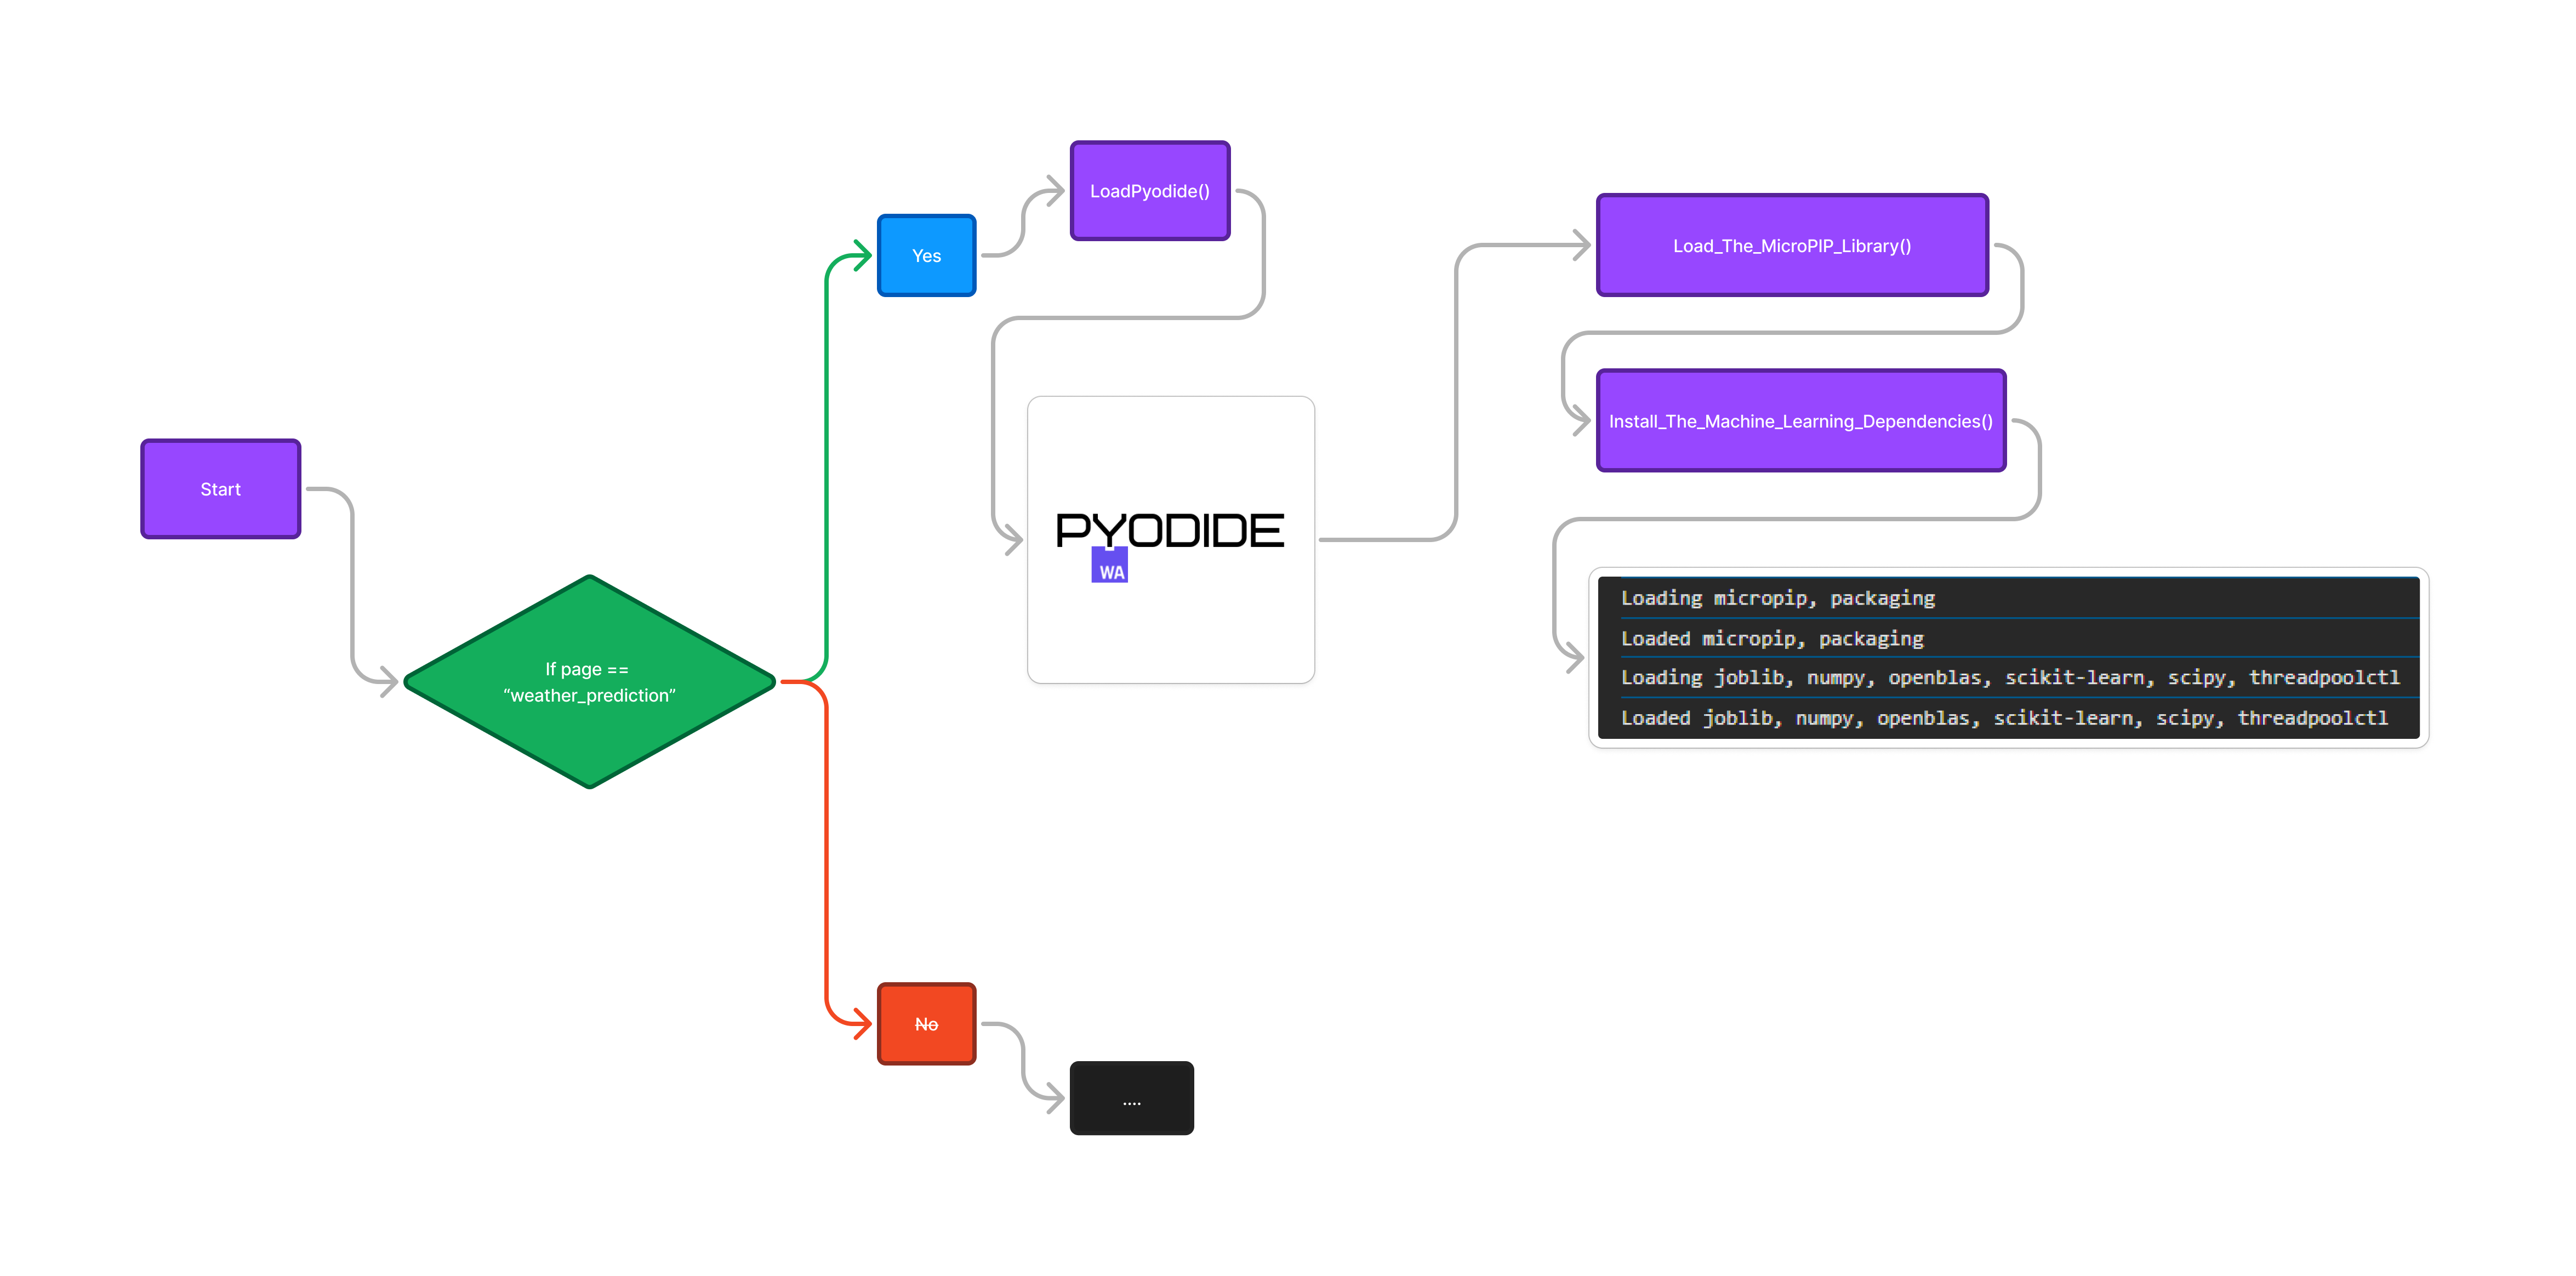 Start
If page ==
“weather_prediction”
Yes
LoadPyodide()
PYODIDE
WA
Load_The_MicroPIP_Library()
Install_The_Machine_Learning_Dependencies()
Loading micropip, packaging
Loaded micropip, packaging
Loading joblib, numpy, openblas, scikit-learn, scipy, threadpoolctl
Loaded joblib, numpy, openblas, scikit-learn, scipy, threadpoolctl
No
....